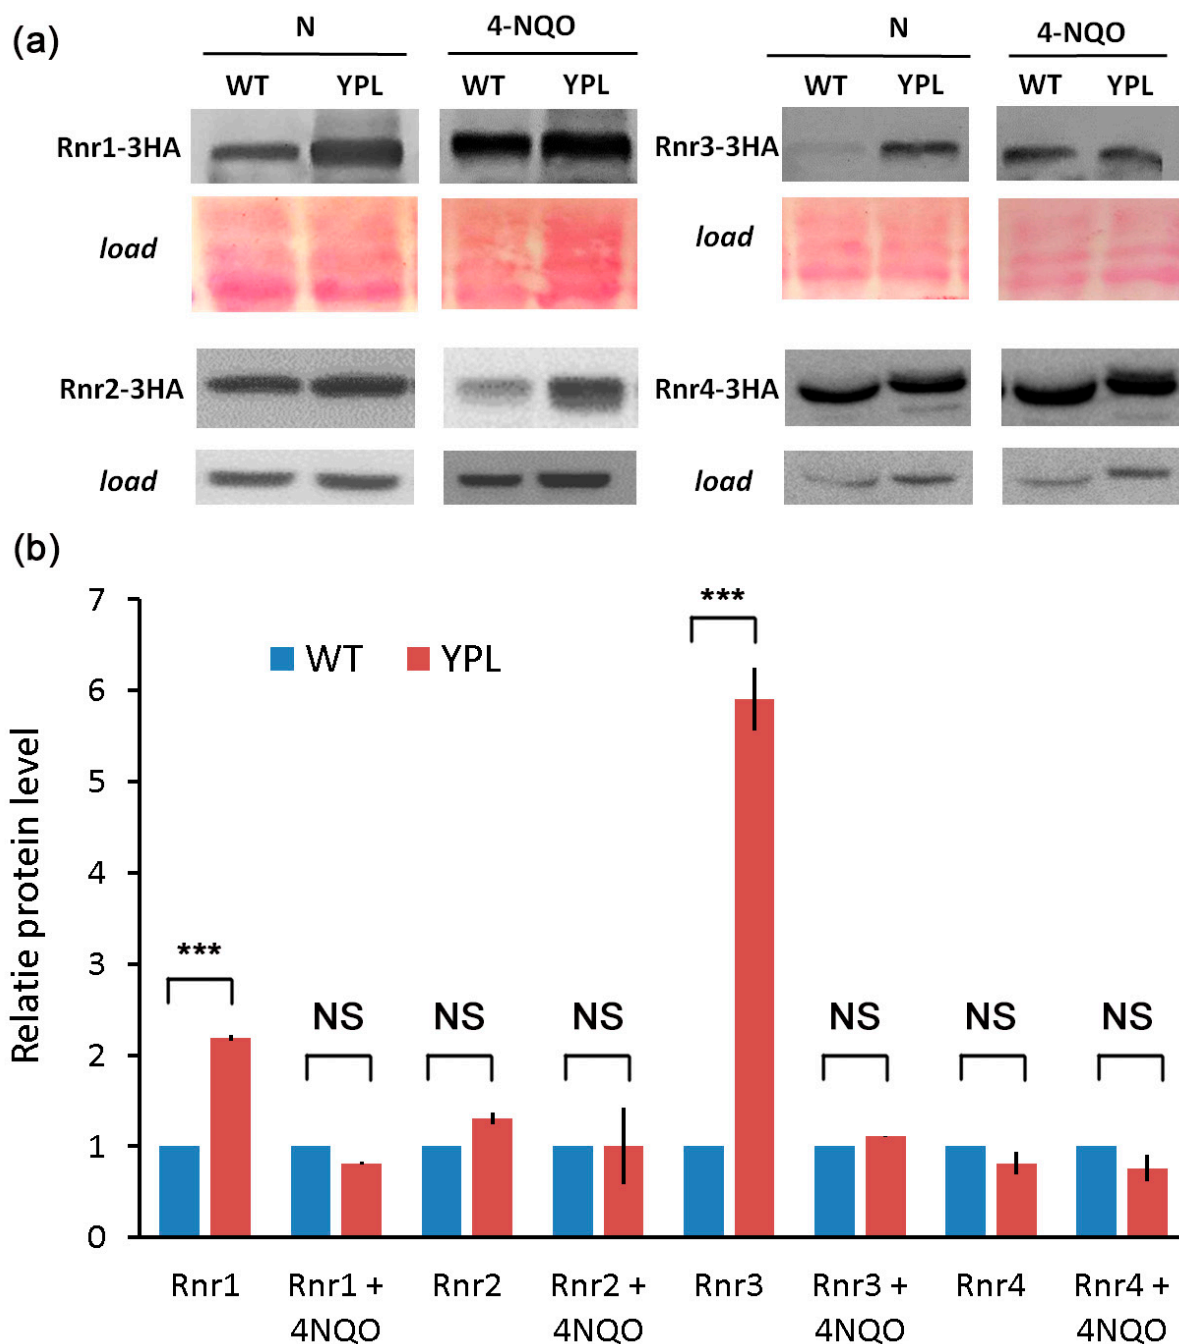 (a)
N 4-NQO N 4-NQO
WT YPL WT YPL WT YPL WT YPL
Rnr1-3HA Rnr3-3HA
load load
Rnr2-3HA Rnr4-3HA
load load
(b)
Relatie protein level
7
6
5
4
3
2
1
0
WT YPL
*** NS NS NS *** NS NS NS
Rnr1 Rnr1 + Rnr2 Rnr2 + Rnr3 Rnr3 + Rnr4 Rnr4 +
4NQO 4NQO 4NQO 4NQO